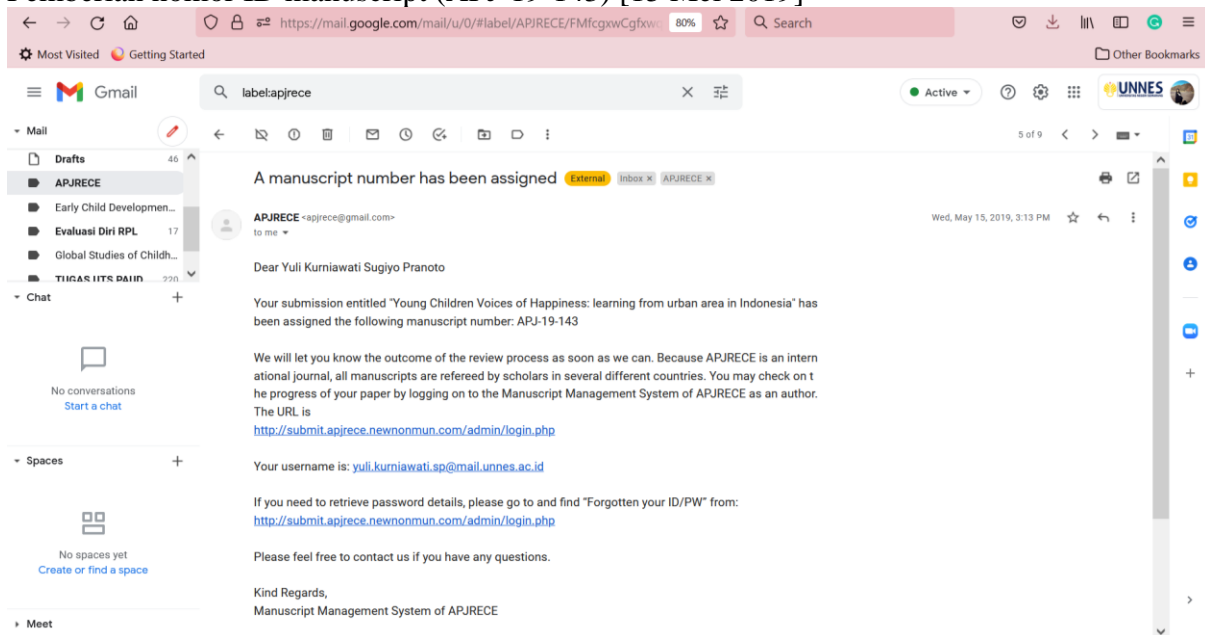 Pemberian nomor ID manuscript (APJ-19-143) [15 Mei 2019]
https://mail.google.com/mail/u/0/#label/APJRECE/FMfcgxwCgfxw
80%
Search
Most Visited
Getting Started
Other Bookmarks
Gmail
label:apjrece
Active
UNNES
Mail
5 of 9
Drafts 46
APJRECE
Early Child Developmen...
Evaluasi Diri RPL 17
Global Studies of Childh...
TUGAS UTS PAUD 220
Chat
No conversations
Start a chat
Spaces
No spaces yet
Create or find a space
Meet
A manuscript number has been assigned External Inbox × APJRECE ×
APJRECE <apjrece@gmail.com>
Wed, May 15, 2019, 3:13 PM
to me
Dear Yuli Kurniawati Sugiyo Pranoto
Your submission entitled "Young Children Voices of Happiness: learning from urban area in Indonesia" has
been assigned the following manuscript number: APJ-19-143
We will let you know the outcome of the review process as soon as we can. Because APJRECE is an intern
ational journal, all manuscripts are refereed by scholars in several different countries. You may check on t
he progress of your paper by logging on to the Manuscript Management System of APJRECE as an author.
The URL is
http://submit.apjrece.newnonmun.com/admin/login.php
Your username is: yuli.kurniawati.sp@mail.unnes.ac.id
If you need to retrieve password details, please go to and find "Forgotten your ID/PW" from:
http://submit.apjrece.newnonmun.com/admin/login.php
Please feel free to contact us if you have any questions.
Kind Regards,
Manuscript Management System of APJRECE